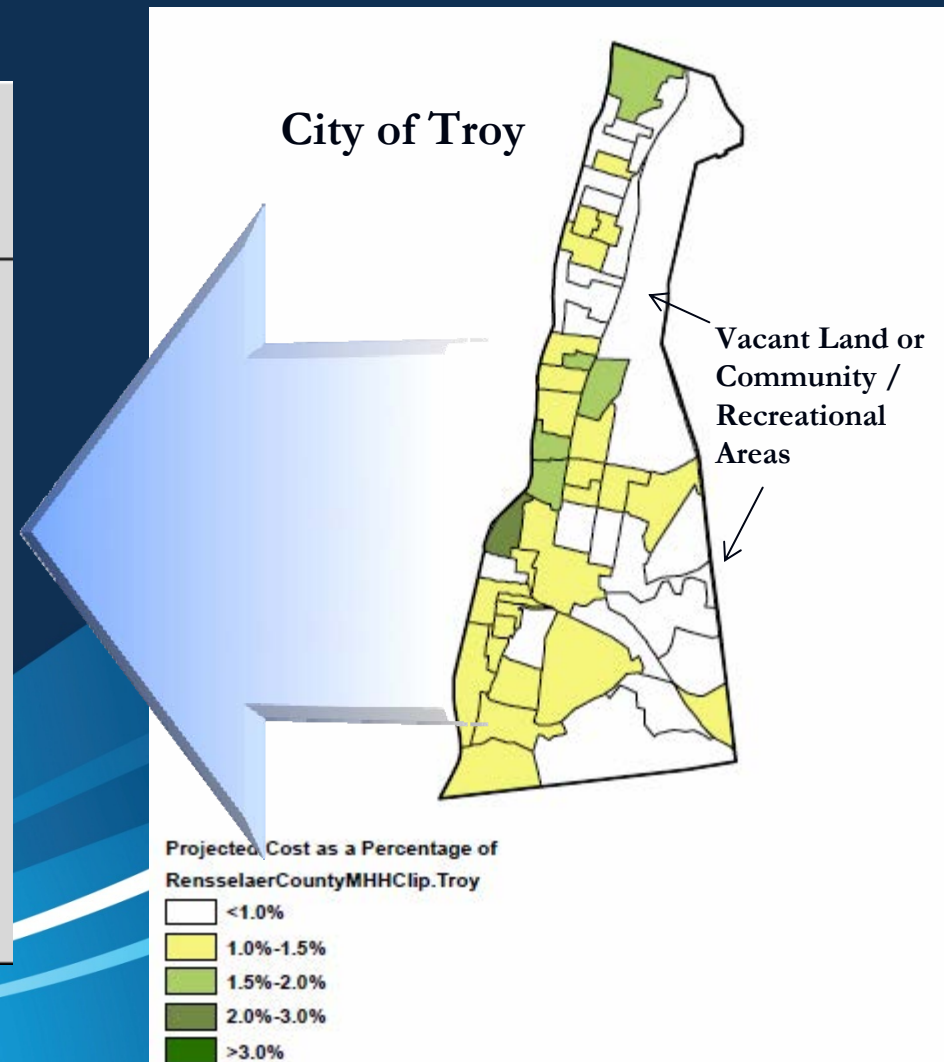 City of Troy
Vacant Land or
Community /
Recreational
Areas
Projected Cost as a Percentage of
RensselaerCountyMHHClip.Troy
<1.0%
1.0%-1.5%
1.5%-2.0%
2.0%-3.0%
>3.0%